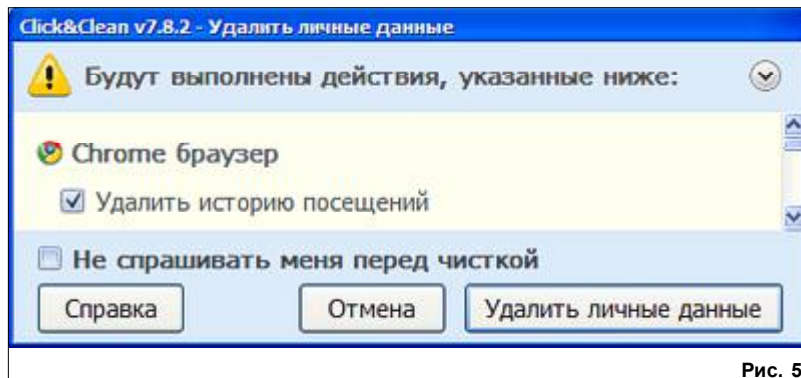 Click&Clean v7.8.2 - Удалить личные данные
Будут выполнены действия, указанные ниже:
Chrome браузер
Удалить историю посещений
Не спрашивать меня перед чисткой
Справка Отмена Удалить личные данные
Рис. 5